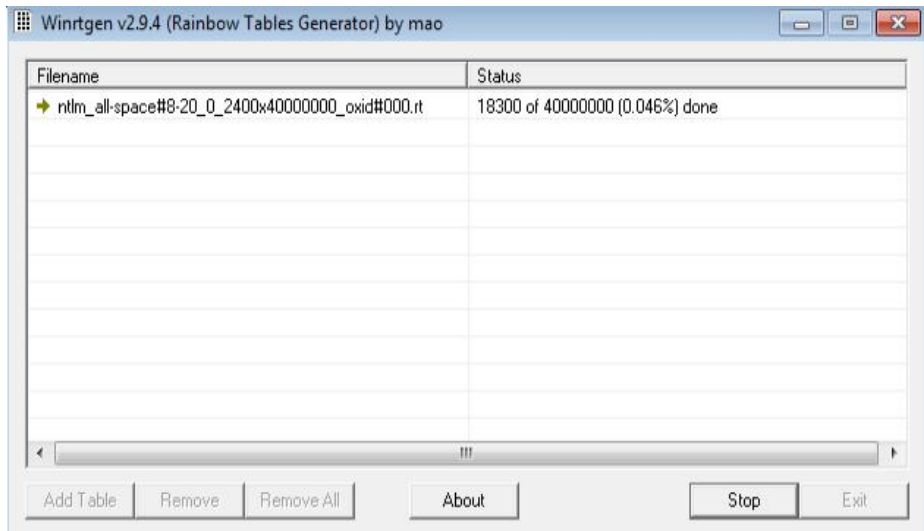 Winrtgen v2.9.4 (Rainbow Tables Generator) by mao
Filename Status
ntlm_all-space#8-20_0_2400x40000000_oxid#000.rt 18300 of 40000000 (0.046%) done
Add Table Remove Remove All About Stop Exit